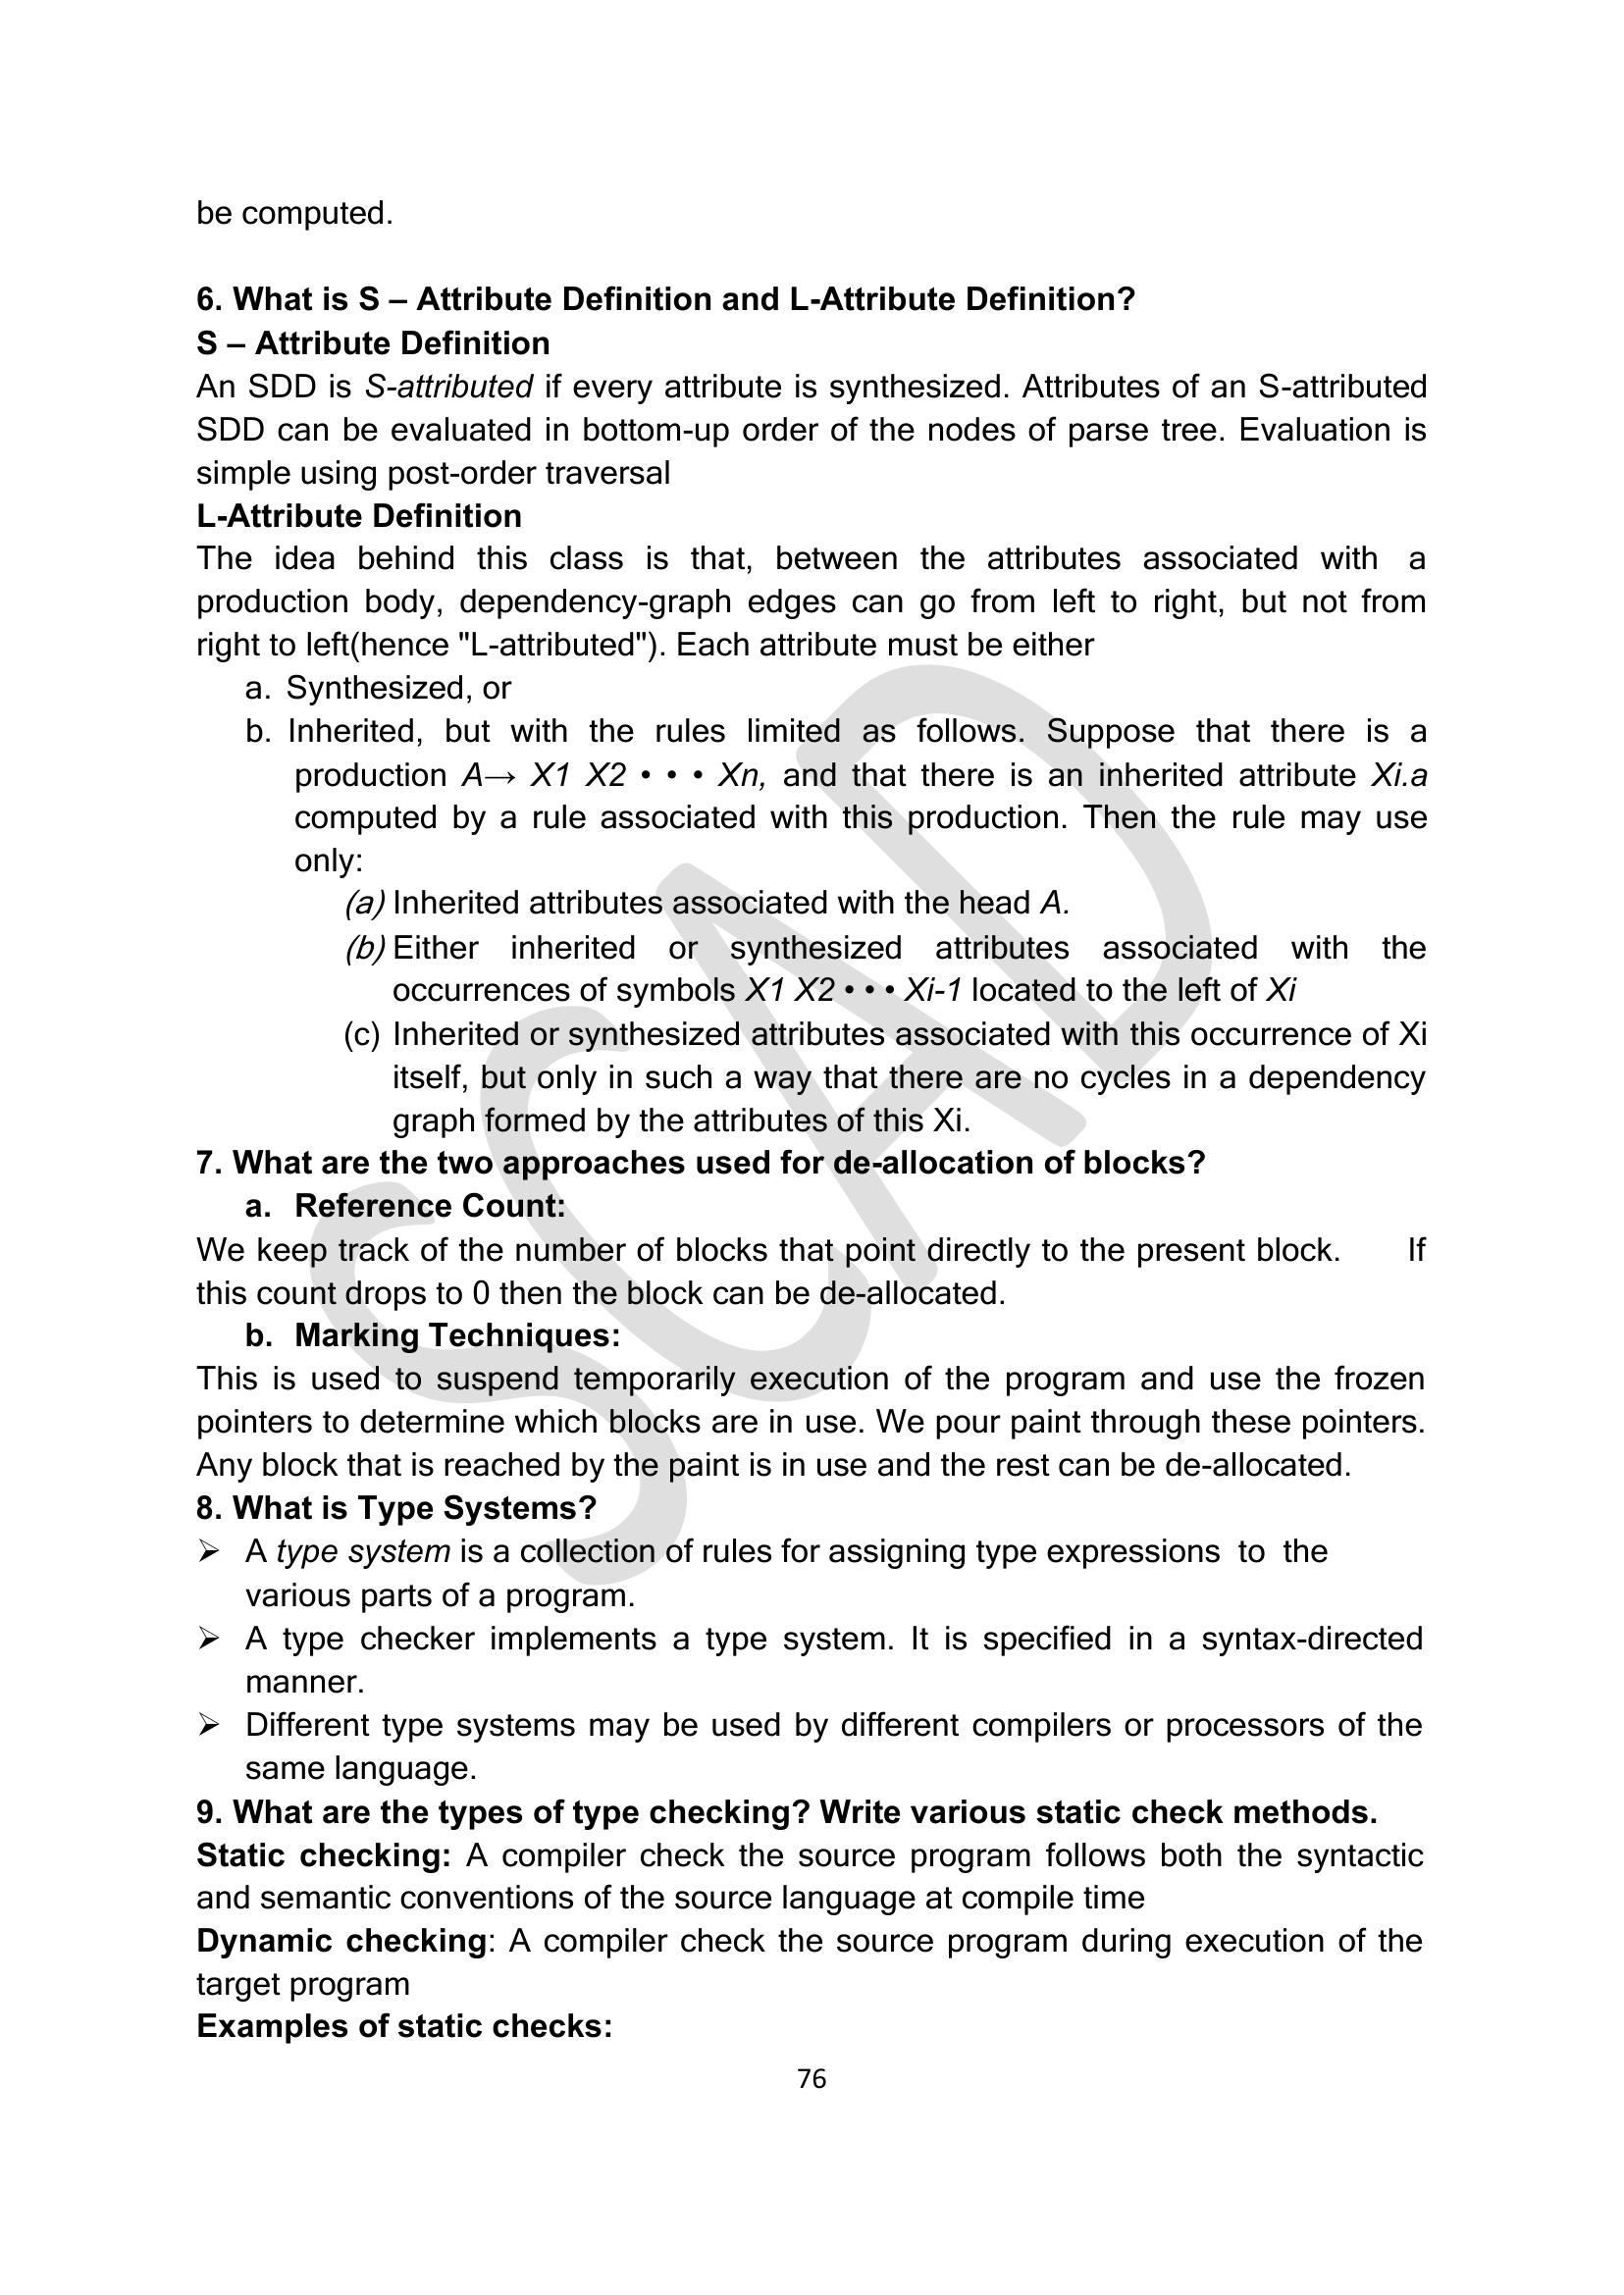 be computed.
6. What is S – Attribute Definition and L-Attribute Definition?
S – Attribute Definition
An SDD is S-attributed if every attribute is synthesized. Attributes of an S-attributed
SDD can be evaluated in bottom-up order of the nodes of parse tree. Evaluation is
simple using post-order traversal
L-Attribute Definition
The idea behind this class is that, between the attributes associated with a
production body, dependency-graph edges can go from left to right, but not from
right to left(hence "L-attributed"). Each attribute must be either
a. Synthesized, or
b. Inherited, but with the rules limited as follows. Suppose that there is a
production A→ X1 X2 • • • Xn, and that there is an inherited attribute Xi.a
computed by a rule associated with this production. Then the rule may use
only:
(a) Inherited attributes associated with the head A.
(b) Either inherited or synthesized attributes associated with the
occurrences of symbols X1 X2 • • • Xi-1 located to the left of Xi
(c) Inherited or synthesized attributes associated with this occurrence of Xi
itself, but only in such a way that there are no cycles in a dependency
graph formed by the attributes of this Xi.
7. What are the two approaches used for de-allocation of blocks?
a. Reference Count:
We keep track of the number of blocks that point directly to the present block. If
this count drops to 0 then the block can be de-allocated.
b. Marking Techniques:
This is used to suspend temporarily execution of the program and use the frozen
pointers to determine which blocks are in use. We pour paint through these pointers.
Any block that is reached by the paint is in use and the rest can be de-allocated.
8. What is Type Systems?
➢ A type system is a collection of rules for assigning type expressions to the
various parts of a program.
➢ A type checker implements a type system. It is specified in a syntax-directed
manner.
➢ Different type systems may be used by different compilers or processors of the
same language.
9. What are the types of type checking? Write various static check methods.
Static checking: A compiler check the source program follows both the syntactic
and semantic conventions of the source language at compile time
Dynamic checking: A compiler check the source program during execution of the
target program
Examples of static checks:
76
SCAD